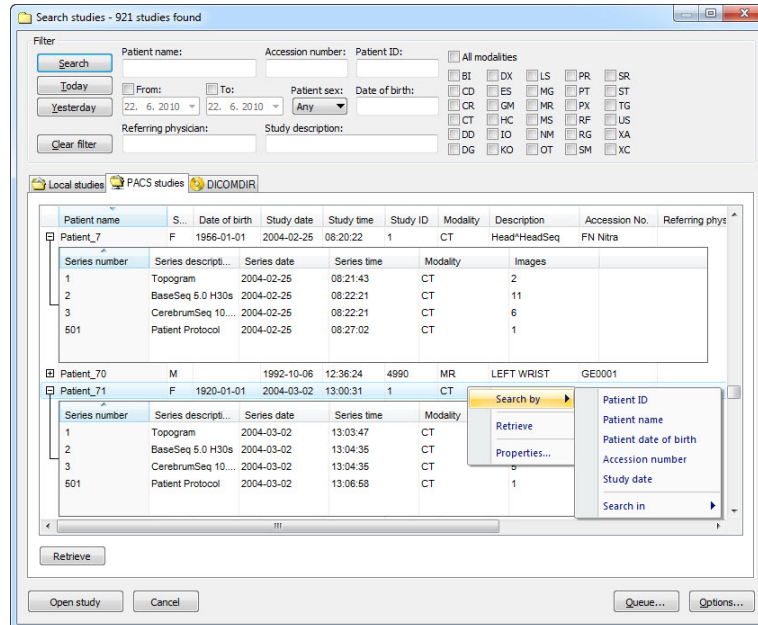 Search studies - 921 studies found
Filter
Patient name: Accession number: Patient ID:
Search
All modalities
BI DX LS PR SR
Today
From: To: Patient sex: Date of birth:
CD ES MG PT ST
Yesterday
22. 6. 2010 22. 6. 2010 Any
CR GM MR PX TG
CT HC MS RF US
Referring physician: Study description:
DD IO NM RG XA
Clear filter
DG KO OT SM XC
Local studies PACS studies DICOMDIR
Patient name S... Date of birth Study date Study time Study ID Modality Description Accession No. Referring phys
Patient_7 F 1956-01-01 2004-02-25 08:20:22 1 CT Head^HeadSeq FN Nitra
Series number Series descripti... Series date Series time Modality Images
1 Topogram 2004-02-25 08:21:43 CT 2
2 BaseSeq 5.0 H30s 2004-02-25 08:22:21 CT 11
3 CerebrumSeq 10.... 2004-02-25 08:22:21 CT 6
501 Patient Protocol 2004-02-25 08:27:02 CT 1
Patient_70 M 1992-10-06 12:36:24 4990 MR LEFT WRIST GE0001
Patient_71 F 1920-01-01 2004-03-02 13:00:31 1 CT
Search by
Patient ID
Series number Series descripti... Series date Series time Modality
Patient name
Retrieve
1 Topogram 2004-03-02 13:03:47 CT
Patient date of birth
2 BaseSeq 5.0 H30s 2004-03-02 13:04:35 CT
Properties...
Accession number
3 CerebrumSeq 10.... 2004-03-02 13:04:35 CT
501 Patient Protocol 2004-03-02 13:06:58 CT 1
Study date
Search in
Retrieve
Open study Cancel Queue... Options...